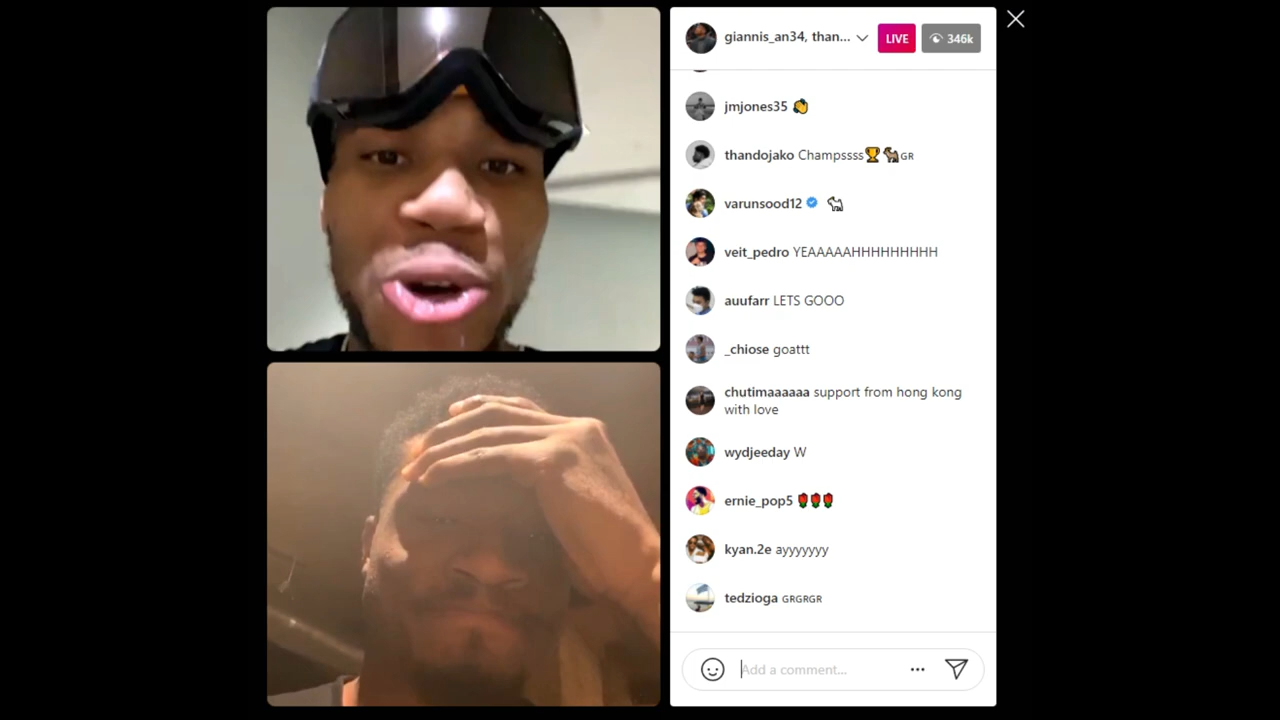 giannis_an34, than...
LIVE
346k
jmjones35 👏
thandojako Champssss🏆🐐GR
varunsood12 🐐
veit_pedro YEAAAAAHHHHHHHHH
auufarr LETS GOOO
_chiose goattt
chutimaaaaaa support from hong kong
with love
wydjeeday W
ernie_pop5 🌹🌹🌹
kyan.2e ayyyyyyy
tedzioga GRGRGR
Add a comment...